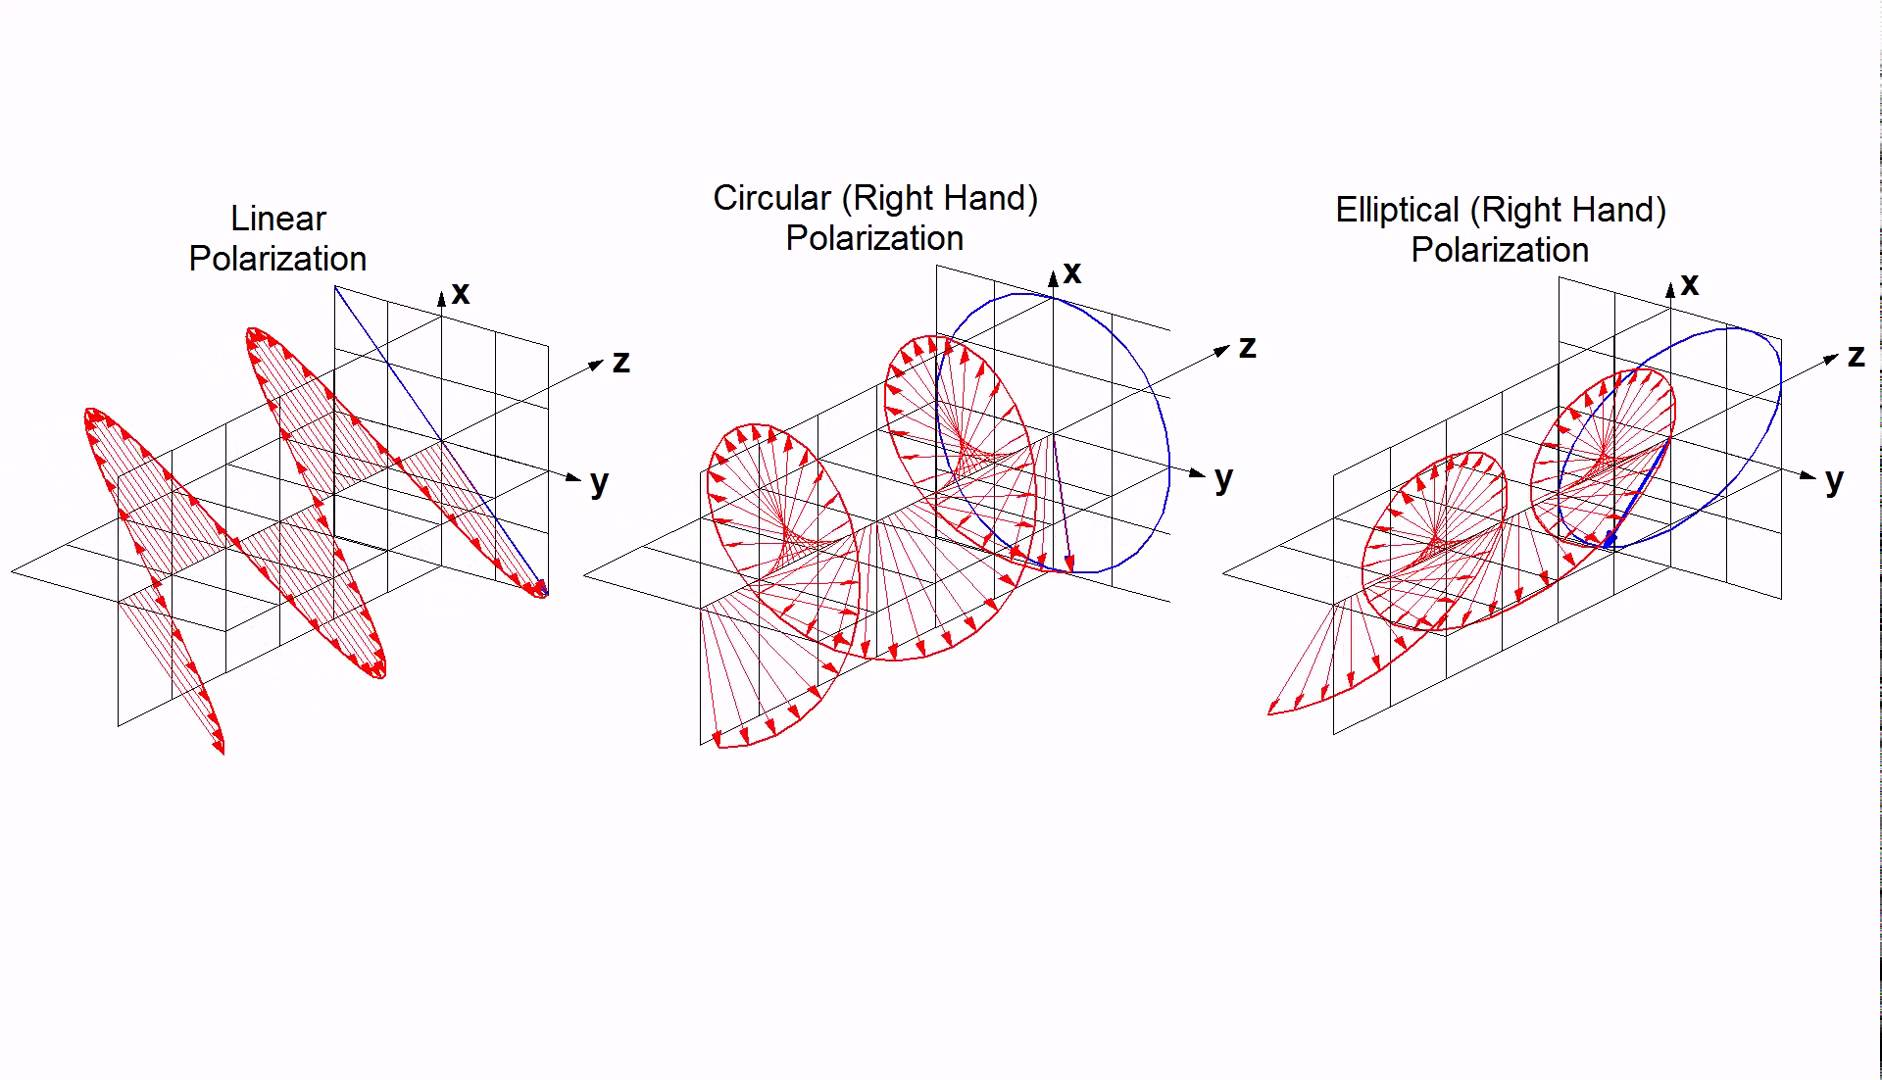 Linear
Polarization
x
z
y
Circular (Right Hand)
Polarization
x
z
y
Elliptical (Right Hand)
Polarization
x
z
y